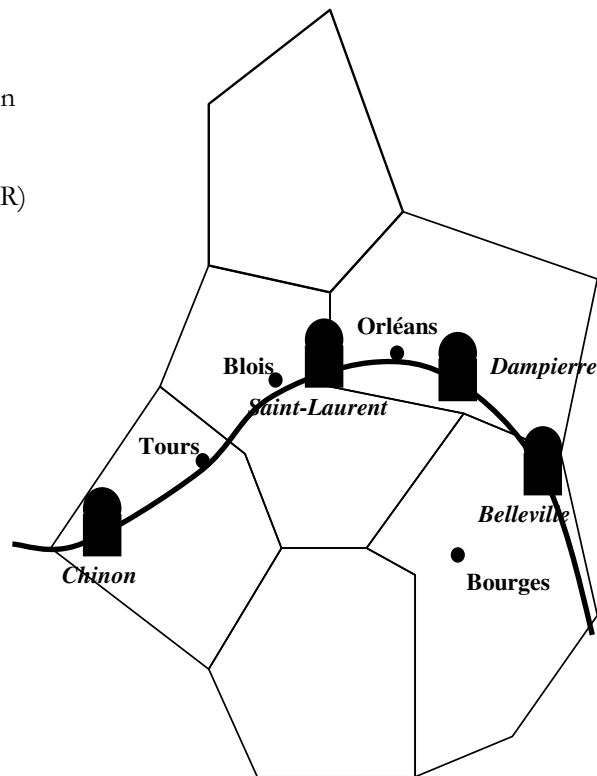 n
R)
Orléans
Blois
Dampierre
Saint-Laurent
Tours
Belleville
Chinon
Bourges